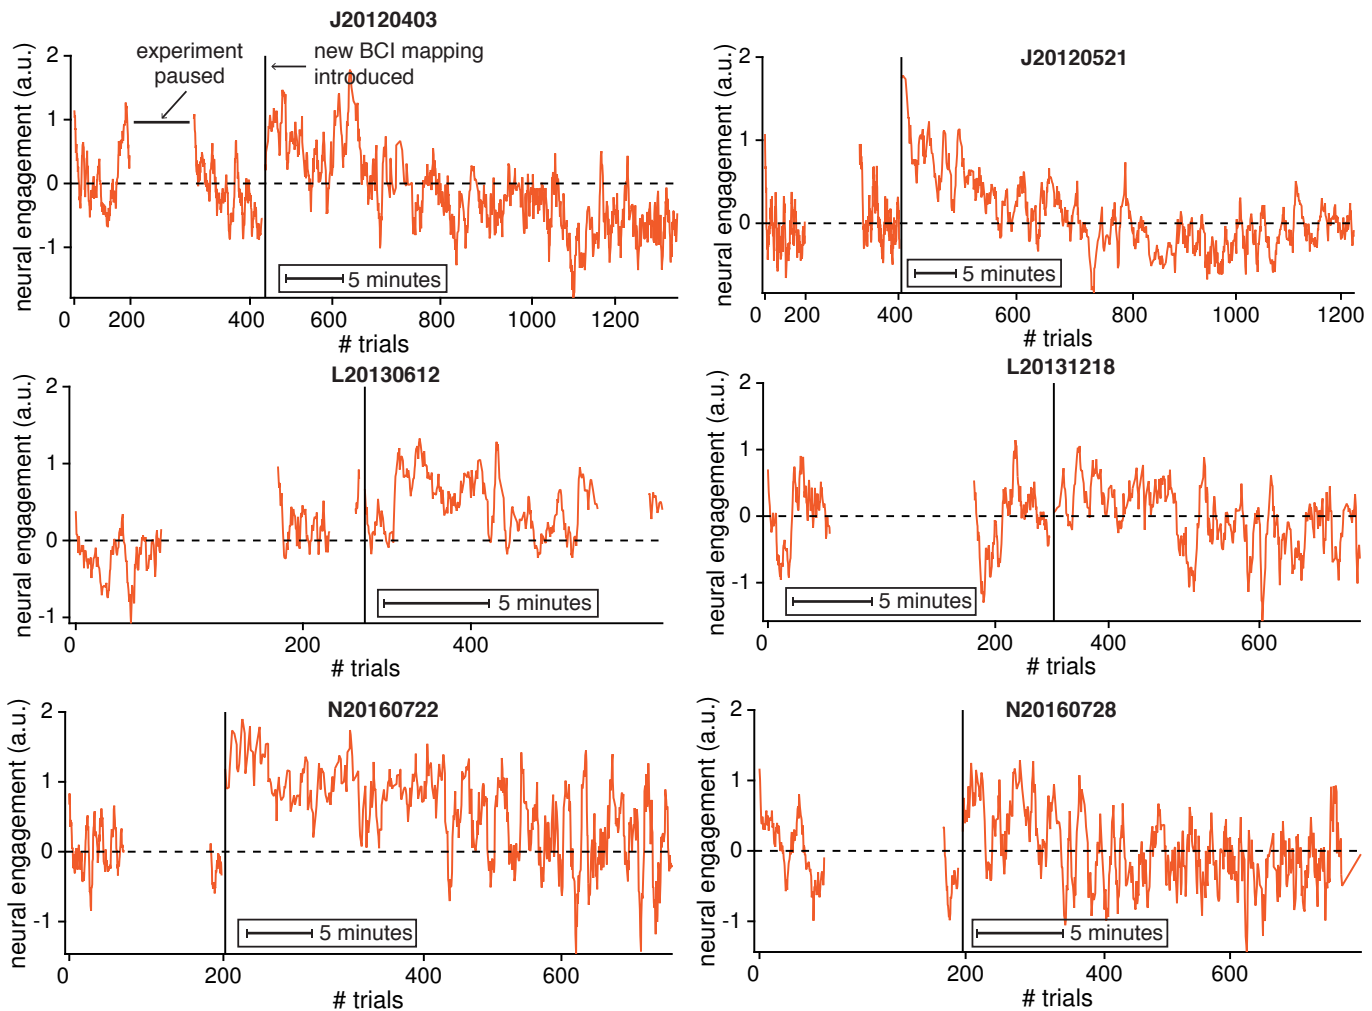 J20120403
neural engagement (a.u.)
2
1
0
-1
experiment
paused
new BCI mapping
introduced
5 minutes
0 200 400 600 800 1000 1200
# trials
J20120521
neural engagement (a.u.)
2
1
0
5 minutes
0 200 400 600 800 1000 1200
# trials
L20130612
neural engagement (a.u.)
2
1
0
-1
5 minutes
0 200 400
# trials
L20131218
neural engagement (a.u.)
2
1
0
-1
5 minutes
0 200 400 600
# trials
N20160722
neural engagement (a.u.)
2
1
0
-1
5 minutes
0 200 400 600
# trials
N20160728
neural engagement (a.u.)
2
1
0
-1
5 minutes
0 200 400 600
# trials